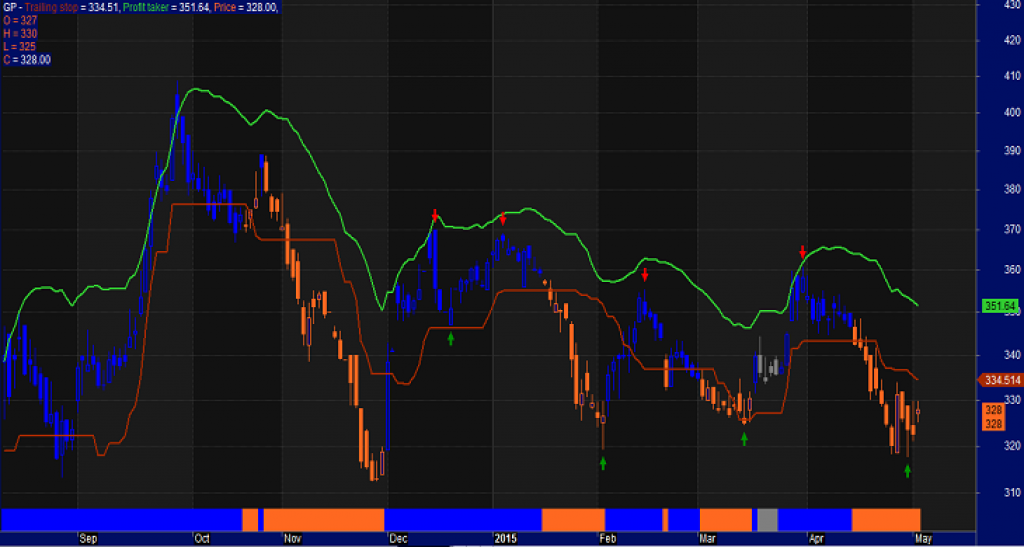 GP - Trailing stop = 334.51, Profit taker = 351.64, Price = 328.00,
O = 327
H = 330
L = 325
C = 328.00
430
420
410
400
390
380
370
360
351.64
350
340
334.514
330
328
328
320
310
Sep Oct Nov Dec 2015 Feb Mar Apr May